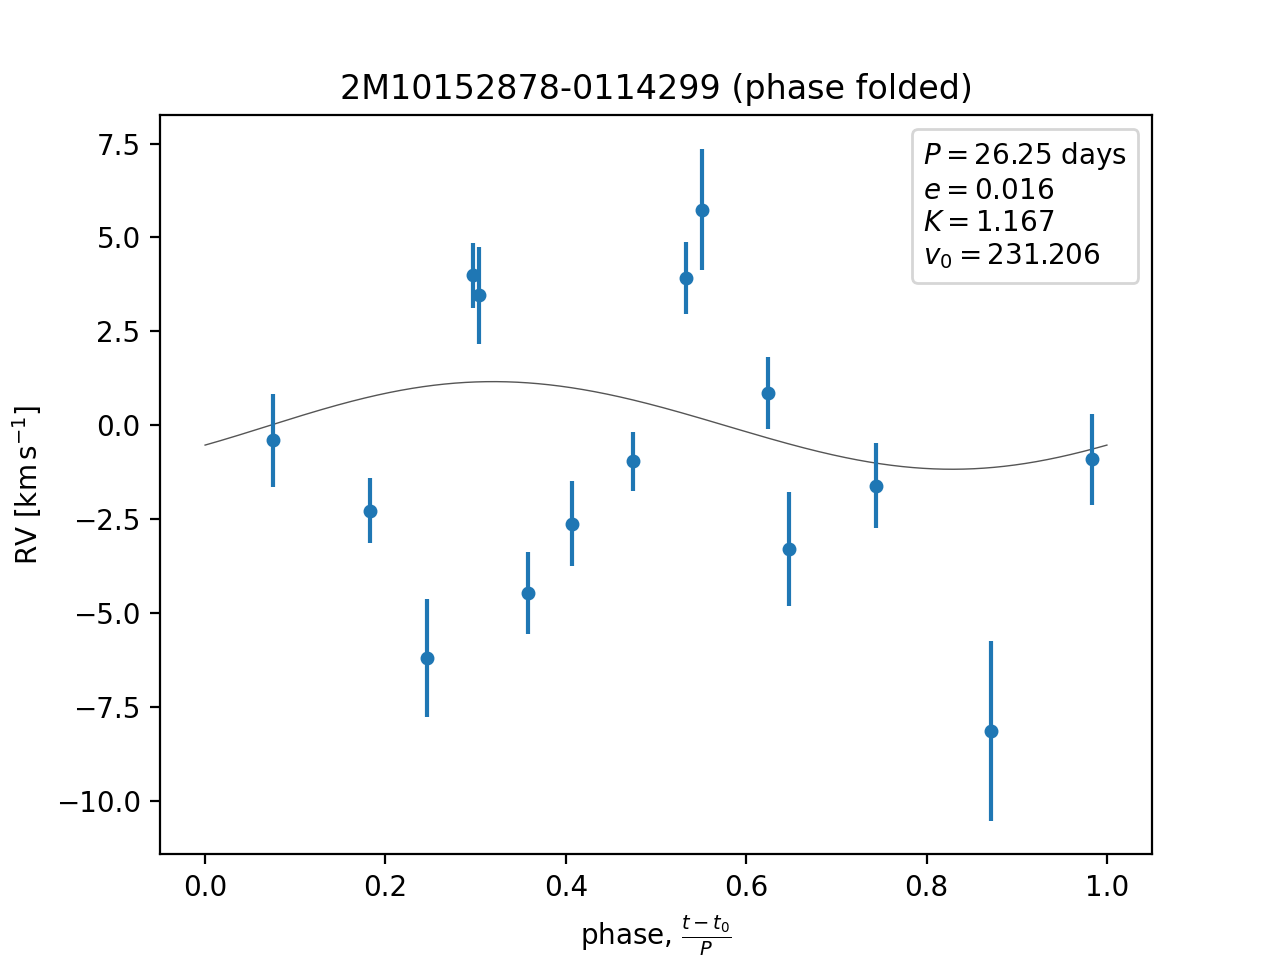 2M10152878-0114299 (phase folded)
P = 26.25 days
e = 0.016
K = 1.167
v₀ = 231.206
7.5
5.0
2.5
0.0
−2.5
−5.0
−7.5
−10.0
RV [km s⁻¹]
0.0 0.2 0.4 0.6 0.8 1.0
phase, (t − t₀)/P